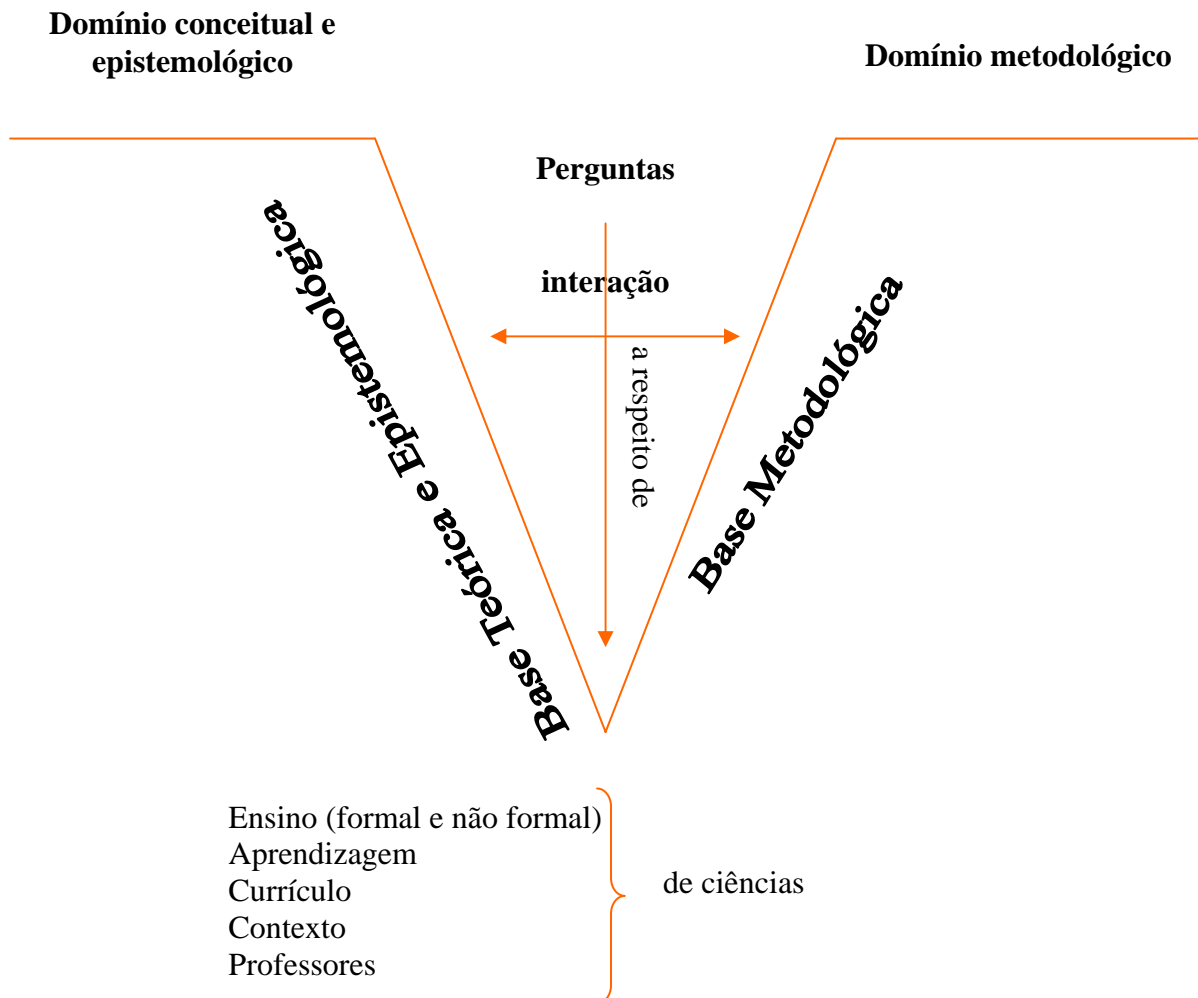 Domínio conceitual e
epistemológico
Domínio metodológico
Perguntas
interação
a respeito de
Base Teórica e Epistemológica
Base Metodológica
Ensino (formal e não formal)
Aprendizagem
Currículo
Contexto
Professores
de ciências